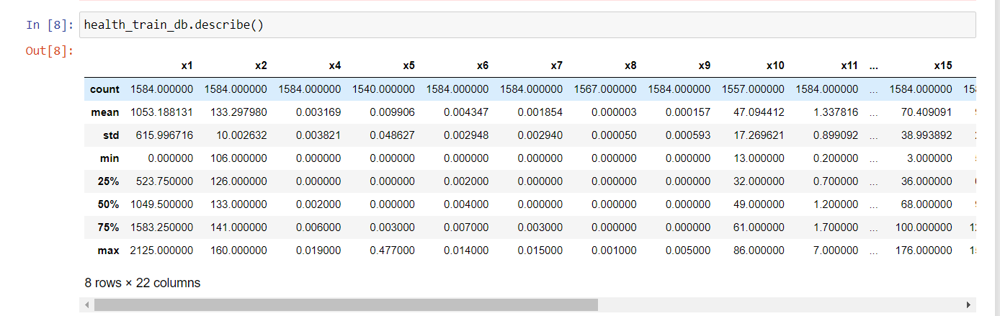 In [8]: health_train_db.describe()
Out[8]:
x1 x2 x4 x5 x6 x7 x8 x9 x10 x11 ... x15
count 1584.000000 1584.000000 1584.000000 1540.000000 1584.000000 1584.000000 1567.000000 1584.000000 1557.000000 1584.000000 ... 1584.000000
mean 1053.188131 133.297980 0.003169 0.009906 0.004347 0.001854 0.000003 0.000157 47.094412 1.337816 ... 70.409091
std 615.996716 10.002632 0.003821 0.048627 0.002948 0.002940 0.000050 0.000593 17.269621 0.899092 ... 38.993892
min 0.000000 106.000000 0.000000 0.000000 0.000000 0.000000 0.000000 0.000000 13.000000 0.200000 ... 3.000000
25% 523.750000 126.000000 0.000000 0.000000 0.002000 0.000000 0.000000 0.000000 32.000000 0.700000 ... 36.000000
50% 1049.500000 133.000000 0.002000 0.000000 0.004000 0.000000 0.000000 0.000000 49.000000 1.200000 ... 68.000000
75% 1583.250000 141.000000 0.006000 0.003000 0.007000 0.003000 0.000000 0.000000 61.000000 1.700000 ... 100.000000
max 2125.000000 160.000000 0.019000 0.477000 0.014000 0.015000 0.001000 0.005000 86.000000 7.000000 ... 176.000000
8 rows × 22 columns